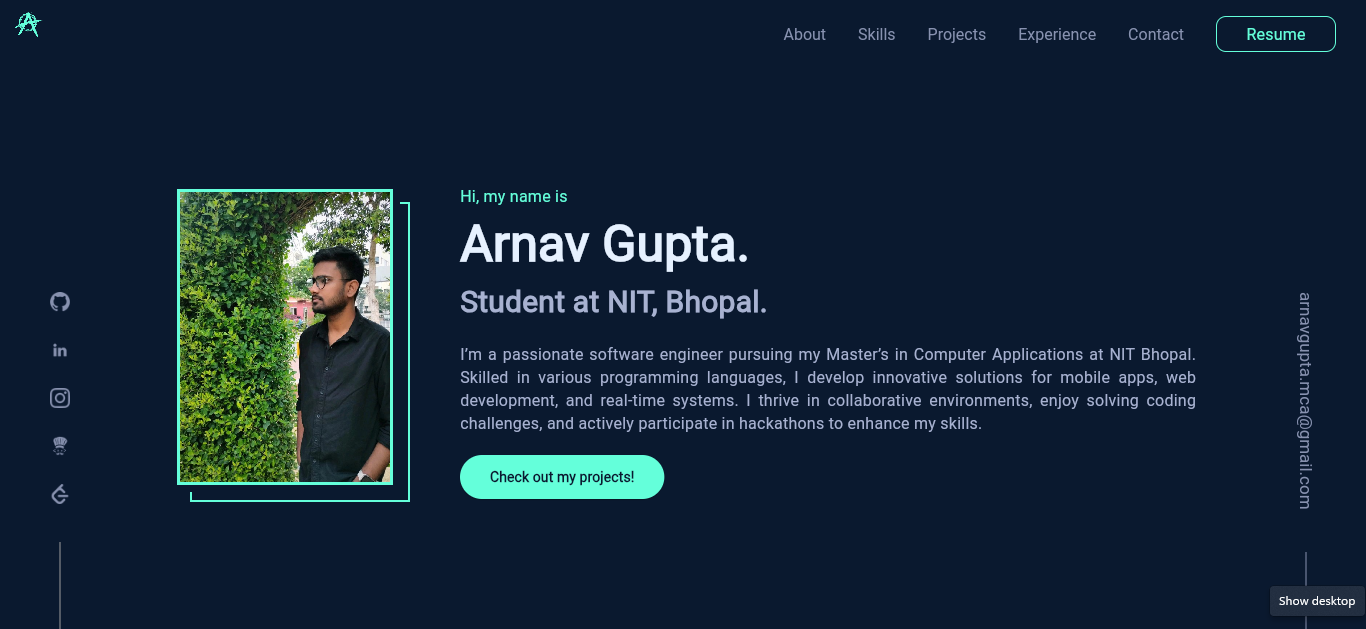 About
Skills
Projects
Experience
Contact
Resume
Hi, my name is
Arnav Gupta.
Student at NIT, Bhopal.
I’m a passionate software engineer pursuing my Master’s in Computer Applications at NIT Bhopal.
Skilled in various programming languages, I develop innovative solutions for mobile apps, web
development, and real-time systems. I thrive in collaborative environments, enjoy solving coding
challenges, and actively participate in hackathons to enhance my skills.
Check out my projects!
arnavgupta.mca@gmail.com
Show desktop